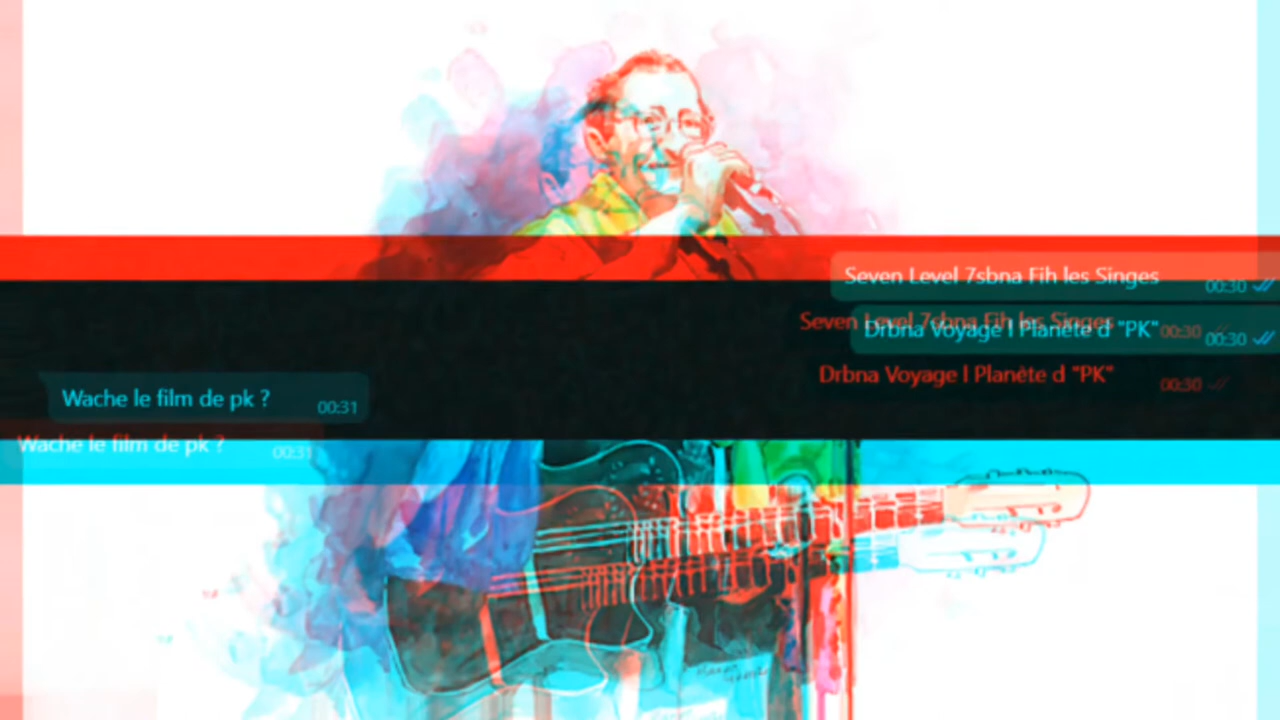 Seven Level 7sbna Fih les Singes
00:30
Seven Level 7sbna Fih les Singes
00:30
Drbna Voyage l Planète d "PK"
00:30
Drbna Voyage l Planète d "PK"
00:30
Wache le film de pk ?
00:31
Wache le film de pk ?
00:31